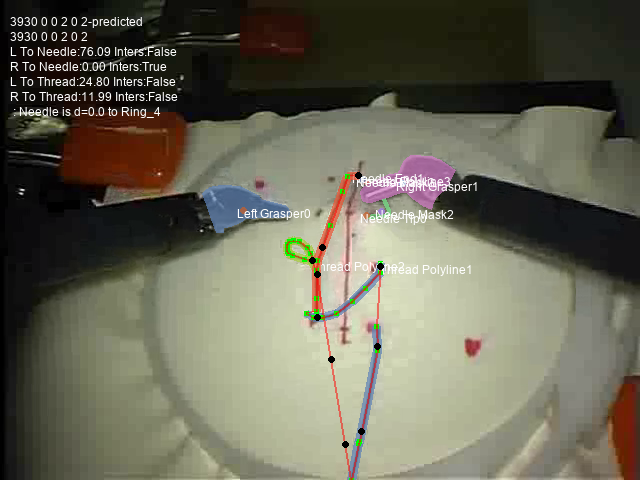 3930 0 0 2 0 2-predicted
3930 0 0 2 0 2
L To Needle:76.09 Inters:False
R To Needle:0.00 Inters:True
L To Thread:24.80 Inters:False
R To Thread:11.99 Inters:False
: Needle is d=0.0 to Ring_4
Right Grasper1
Left Grasper0
Needle Mask2
Needle Tip0
Thread Polyline2
Thread Polyline1